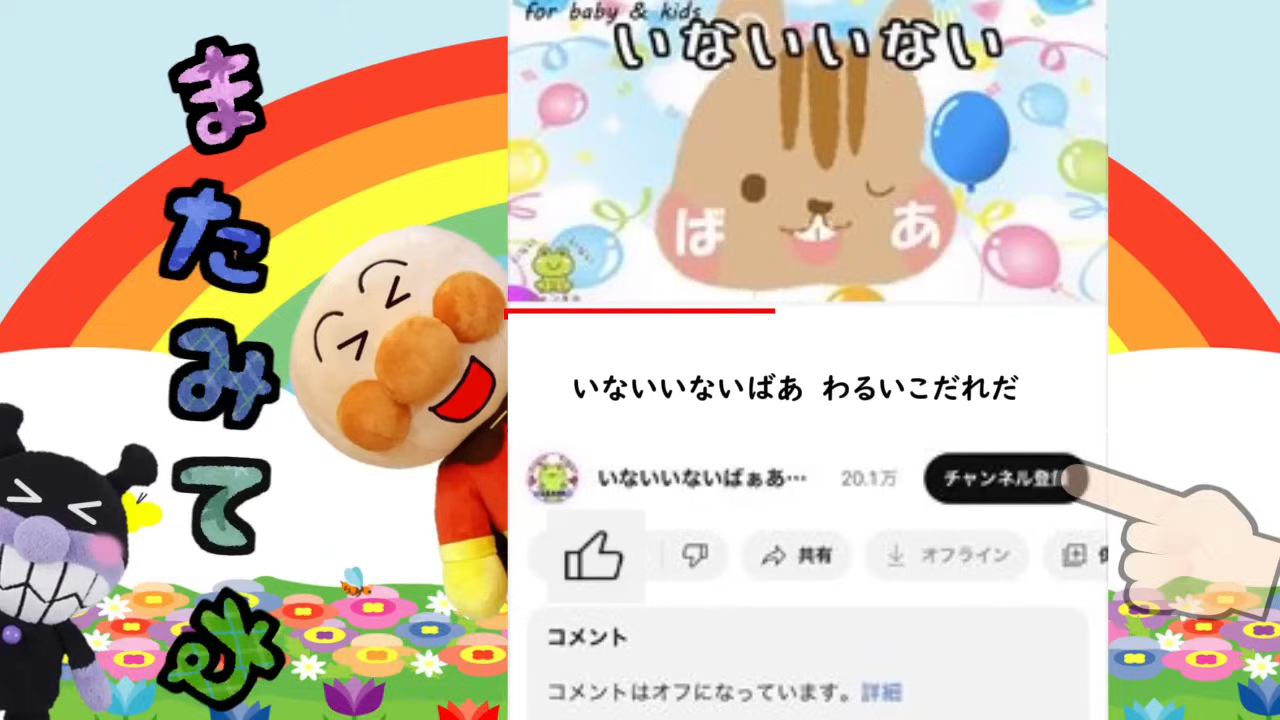 またみてね
for baby & kids
いないいない
ばあ
いないいないばあ わるいこだれだ
いないいないばぁあ… 20.1万 チャンネル登録
共有 オフライン
コメント
コメントはオフになっています。詳細